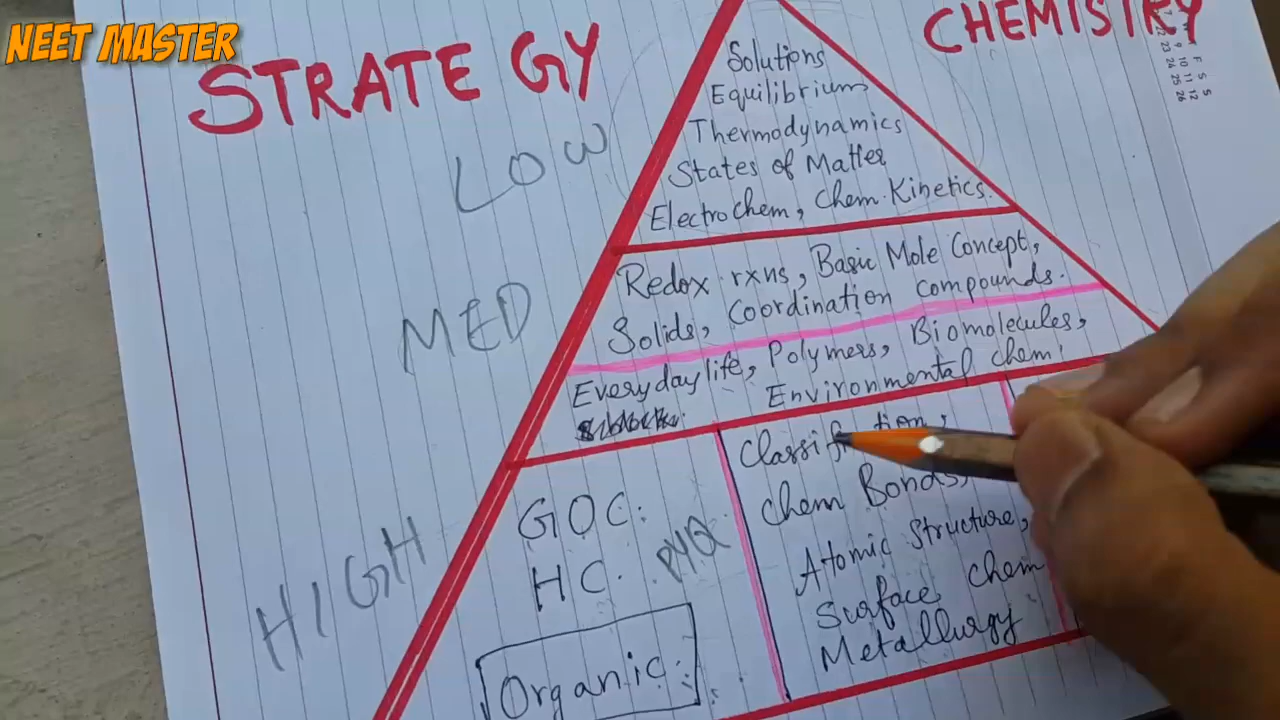 NEET MASTER
STRATEGY
CHEMISTRY
LOW
Solutions
Equilibrium
Thermodynamics
States of Matter
Electrochem, Chem. Kinetics.
MED
Redox rxns, Basic Mole Concept,
Solids, Coordination compounds.
Everyday life, Polymers, Biomolecules,
Environmental chem.
HIGH
GOC.
HC. PYQ
Organic.
Chem Bonds,
Atomic Structure,
Surface Chem
Metallurgy